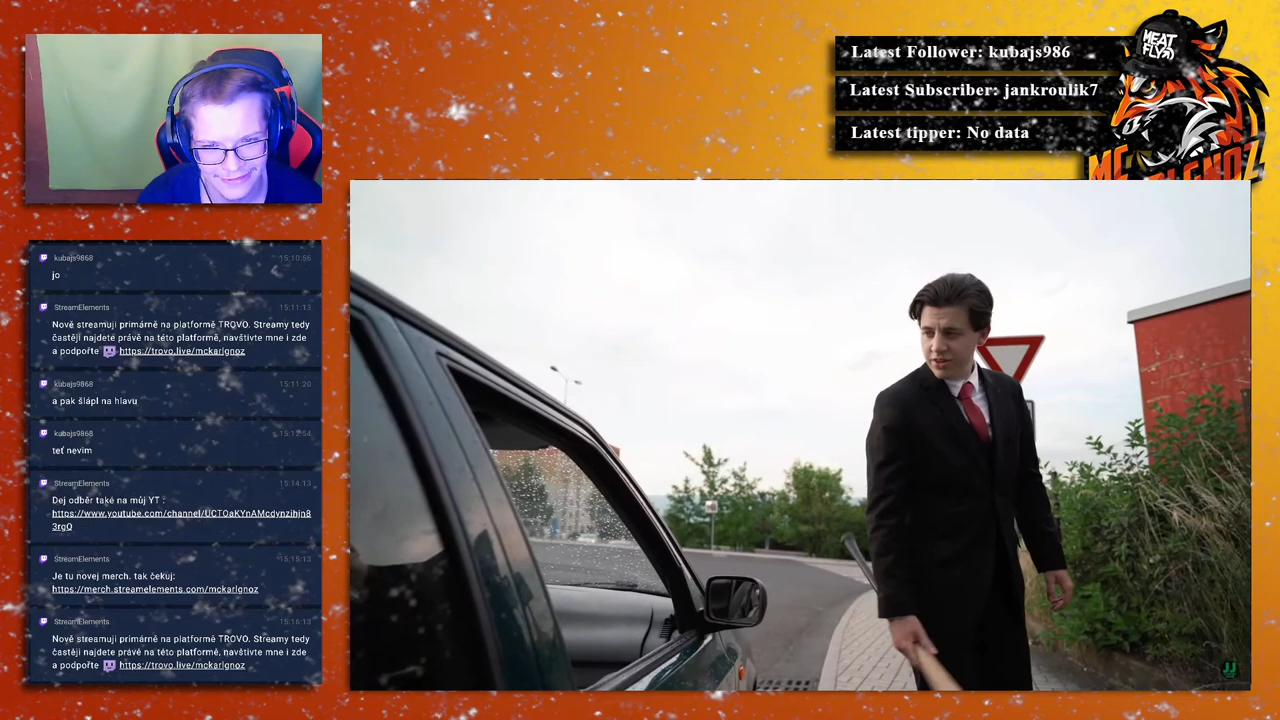 Latest Follower: kubajs986
Latest Subscriber: jankroulik7
Latest tipper: No data
MEAT
FLY
kubajs9868
15:10:56
jo
StreamElements
15:11:13
Nově streamuji primárně na platformě TROVO. Streamy tedy
častěji najdete právě na této platformě, navštivte mne i zde
a podpořte https://trovo.live/mckarlgnoz
kubajs9868
15:11:20
a pak šlápl na hlavu
kubajs9868
15:12:54
teť nevim
StreamElements
15:14:13
Dej odběr také na můj YT :
https://www.youtube.com/channel/UCTOaKYnAMcdynzihjn8
3rgQ
StreamElements
15:15:13
Je tu novej merch. tak čekuj:
https://merch.streamelements.com/mckarlgnoz
StreamElements
15:16:13
Nově streamuji primárně na platformě TROVO. Streamy tedy
častěji najdete právě na této platformě, navštivte mne i zde
a podpořte https://trovo.live/mckarlgnoz
JJ